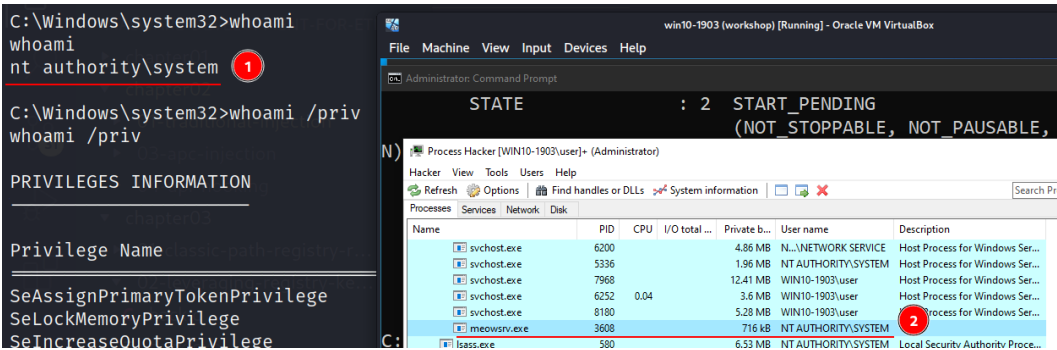 C:\Windows\system32>whoami
whoami
nt authority\system
1
C:\Windows\system32>whoami /priv
whoami /priv
PRIVILEGES INFORMATION
Privilege Name
SeAssignPrimaryTokenPrivilege
SeLockMemoryPrivilege
SeIncreaseQuotaPrivilege
win10-1903 (workshop) [Running] - Oracle VM VirtualBox
File Machine View Input Devices Help
Administrator: Command Prompt
STATE : 2 START_PENDING
(NOT_STOPPABLE, NOT_PAUSABLE,
N)
C:
Process Hacker [WIN10-1903\user]+ (Administrator)
Hacker View Tools Users Help
Refresh Options Find handles or DLLs System information Search Pr
Processes Services Network Disk
Name PID CPU I/O total ... Private b... User name Description
svchost.exe 6200 4.86 MB N...\NETWORK SERVICE Host Process for Windows Ser...
svchost.exe 5336 1.96 MB NT AUTHORITY\SYSTEM Host Process for Windows Ser...
svchost.exe 7968 12.41 MB WIN10-1903\user Host Process for Windows Ser...
svchost.exe 6252 0.04 3.6 MB WIN10-1903\user Host Process for Windows Ser...
svchost.exe 8180 5.28 MB WIN10-1903\user Host Process for Windows Ser...
meowsrv.exe 3608 716 kB NT AUTHORITY\SYSTEM
2
lsass.exe 580 6.53 MB NT AUTHORITY\SYSTEM Local Security Authority Proce...